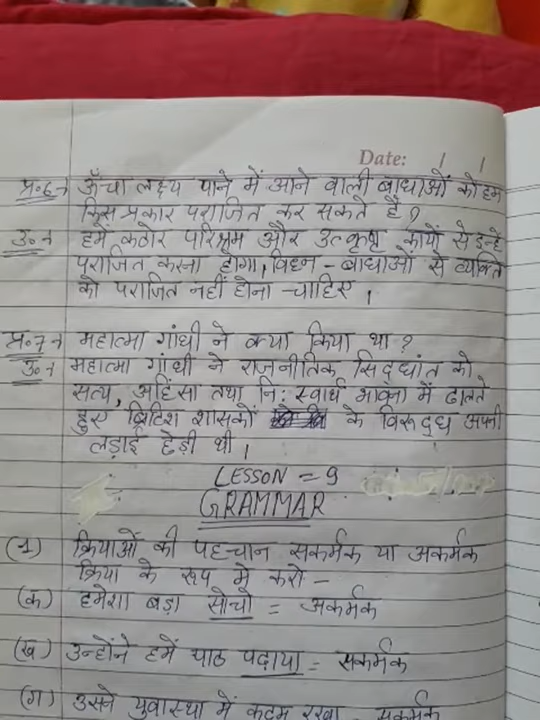 Date: / /
प्र॰६→ ऊँचा लक्ष्य पाने में आने वाली बाधाओं को हम
किस प्रकार पराजित कर सकते हैं ?
उ॰→ हमें कठोर परिश्रम और उत्कृष्ट कार्यो से इन्हें
पराजित करना होगा, विघ्न - बाधाओं से व्यक्ति
को पराजित नहीं होना चाहिए ।
प्र॰7→ महात्मा गांधी ने क्या किया था ?
उ॰→ महात्मा गांधी ने राजनीतिक सिद्धांत को
सत्य, अहिंसा तथा नि: स्वार्थ भावना में ढालते
हुए ब्रिटिश शासकों के विरूद्ध अपनी
लड़ाई छेड़ी थी ।
LESSON = 9
GRAMMAR
(1) क्रियाओं की पहचान सकर्मक या अकर्मक
क्रिया के रूप में करो -
(क) हमेशा बड़ा सोचो = अकर्मक
(ख) उन्होंने हमें पाठ पढ़ाया = सकर्मक
(ग) उसने युवास्था में कदम रखा - सकर्मक